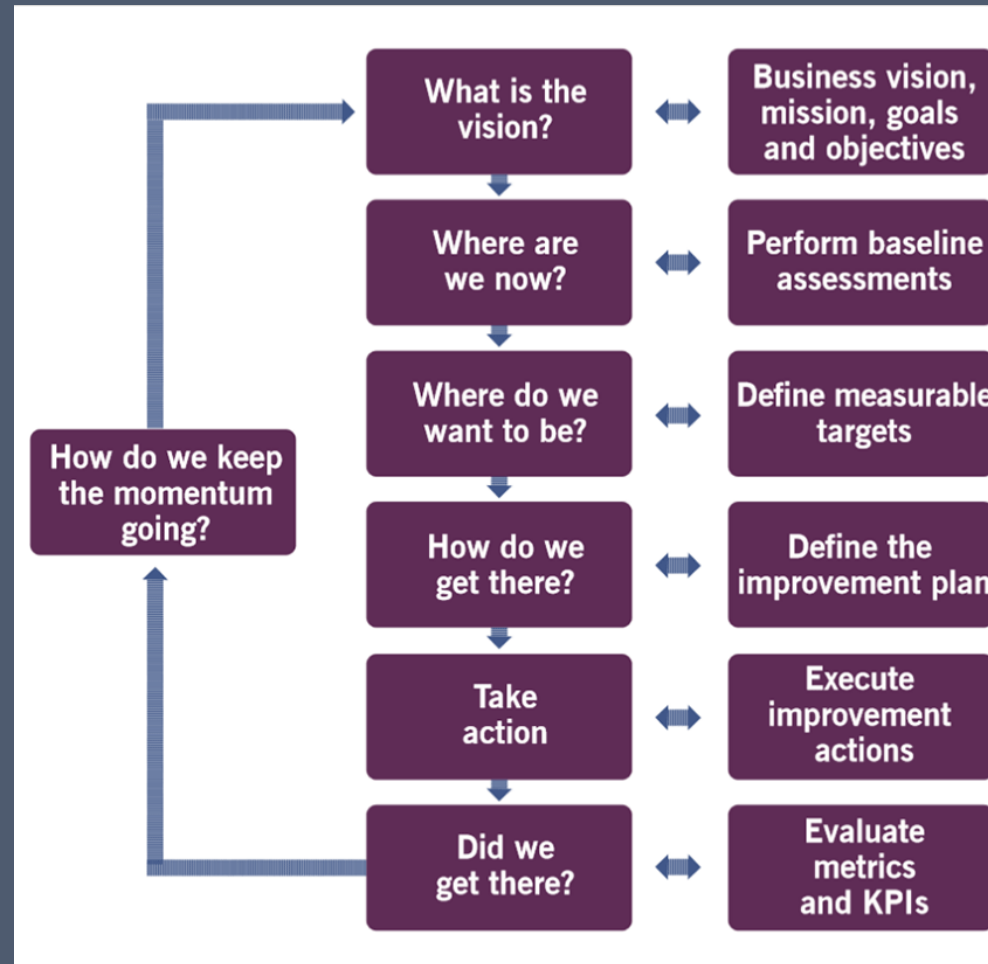 What is the
vision?
Business vision,
mission, goals
and objectives
Where are
we now?
Perform baseline
assessments
Where do we
want to be?
Define measurable
targets
How do we keep
the momentum
going?
How do we
get there?
Define the
improvement plan
Take
action
Execute
improvement
actions
Did we
get there?
Evaluate
metrics
and KPIs